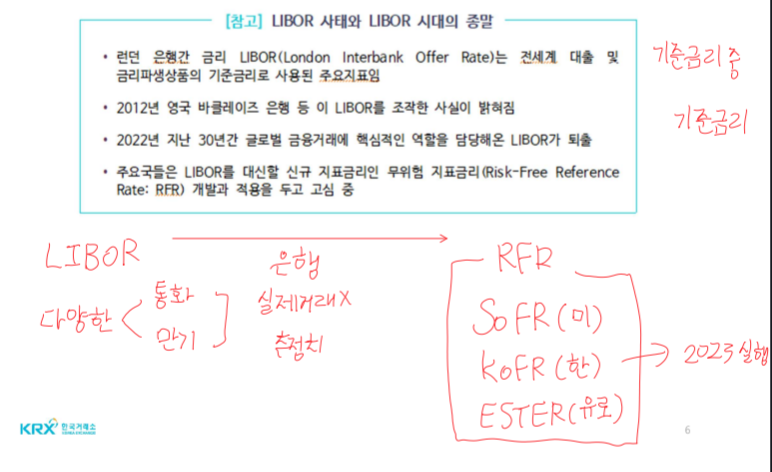 [참고] LIBOR 사태와 LIBOR 시대의 종말
• 런던 은행간 금리 LIBOR(London Interbank Offer Rate)는 전세계 대출 및
금리파생상품의 기준금리로 사용된 주요지표임
• 2012년 영국 바클레이즈 은행 등 이 LIBOR를 조작한 사실이 밝혀짐
• 2022년 지난 30년간 글로벌 금융거래에 핵심적인 역할을 담당해온 LIBOR가 퇴출
• 주요국들은 LIBOR를 대신할 신규 지표금리인 무위험 지표금리(Risk-Free Reference
Rate: RFR) 개발과 적용을 두고 고심 중
기준금리 중
기준금리
LIBOR
다양한
통화
만기
은행
실제거래X
추정치
RFR
SoFR(미)
KoFR(한)
2023 실행
ESTER(유로)
KRX 한국거래소
6